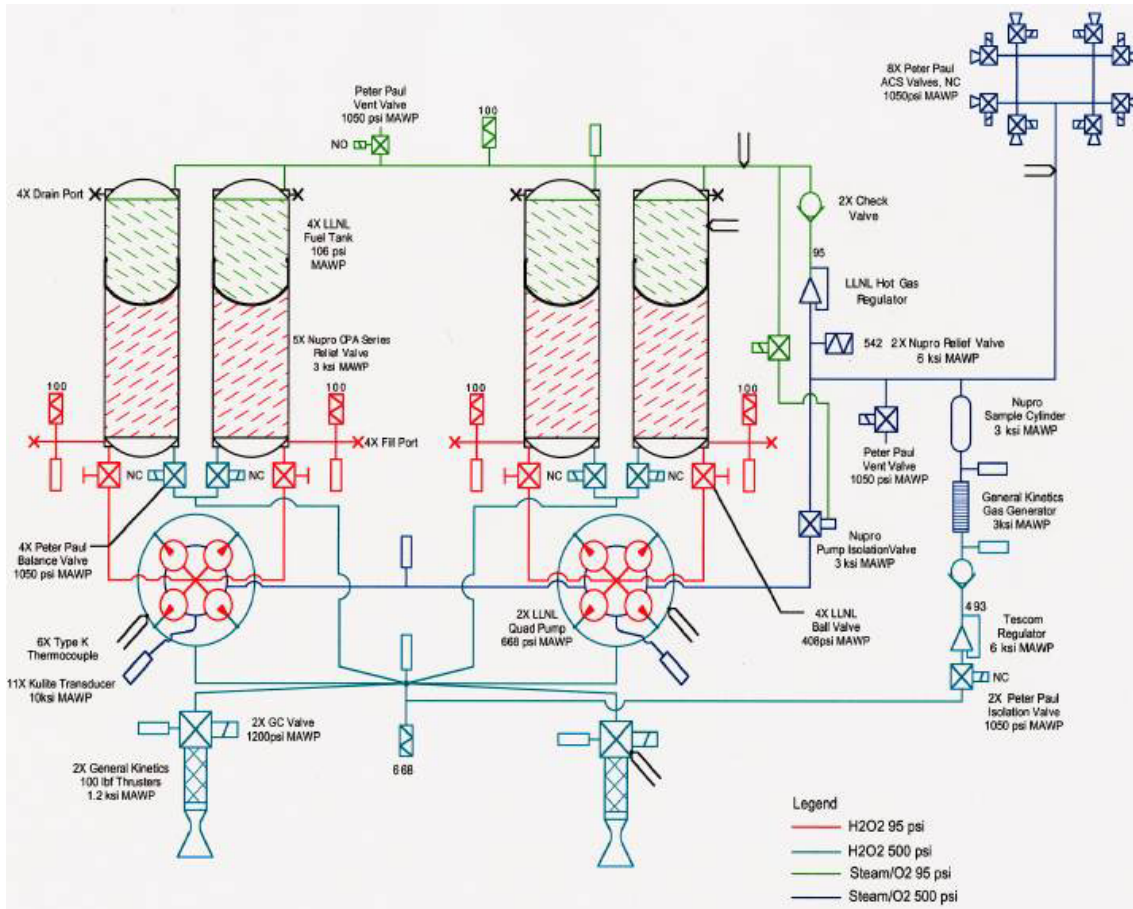 8X Peter Paul
ACS Valves, NC
1050psi MAWP
Peter Paul
Vent Valve
1050 psi MAWP
100
NO
4X Drain Port
2X Check
Valve
4X LLNL
Fuel Tank
106 psi
MAWP
95
LLNL Hot Gas
Regulator
5X Nupro CPA Series
Relief Valve
3 ksi MAWP
542
2X Nupro Relief Valve
6 ksi MAWP
100
100
100
100
Nupro
Sample Cylinder
3 ksi MAWP
4X Fill Port
Peter Paul
Vent Valve
1050 psi MAWP
NC
NC
NC
NC
General Kinetics
Gas Generator
3ksi MAWP
4X Peter Paul
Balance Valve
1050 psi MAWP
Nupro
Pump IsolationValve
3 ksi MAWP
2X LLNL
Quad Pump
668 psi MAWP
4X LLNL
Ball Valve
408psi MAWP
493
Tescom
Regulator
6 ksi MAWP
6X Type K
Thermocouple
11X Kulite Transducer
10ksi MAWP
NC
2X Peter Paul
Isolation Valve
1050 psi MAWP
2X GC Valve
1200psi MAWP
668
2X General Kinetics
100 lbf Thrusters
1.2 ksi MAWP
Legend
H2O2 95 psi
H2O2 500 psi
Steam/O2 95 psi
Steam/O2 500 psi